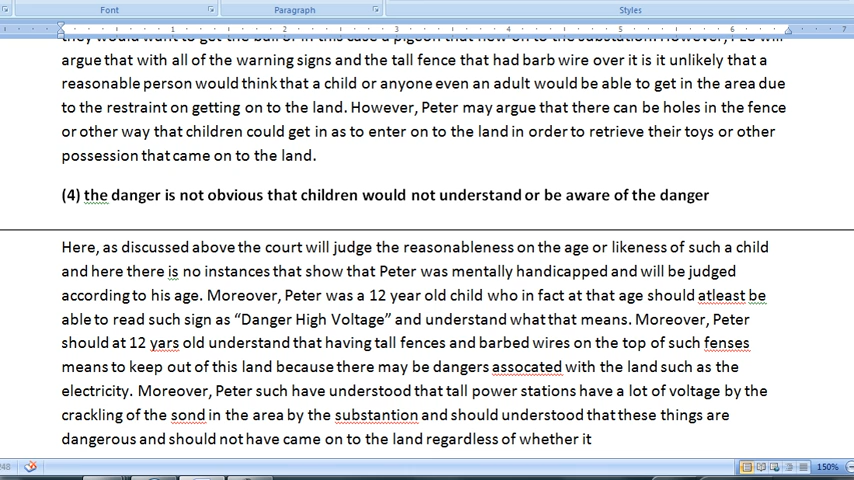 Font Paragraph Styles
1 2 3 4 5 6 7
argue that with all of the warning signs and the tall fence that had barb wire over it is it unlikely that a
reasonable person would think that a child or anyone even an adult would be able to get in the area due
to the restraint on getting on to the land. However, Peter may argue that there can be holes in the fence
or other way that children could get in as to enter on to the land in order to retrieve their toys or other
possession that came on to the land.
(4) the danger is not obvious that children would not understand or be aware of the danger
Here, as discussed above the court will judge the reasonableness on the age or likeness of such a child
and here there is no instances that show that Peter was mentally handicapped and will be judged
according to his age. Moreover, Peter was a 12 year old child who in fact at that age should atleast be
able to read such sign as “Danger High Voltage” and understand what that means. Moreover, Peter
should at 12 yars old understand that having tall fences and barbed wires on the top of such fenses
means to keep out of this land because there may be dangers assocated with the land such as the
electricity. Moreover, Peter such have understood that tall power stations have a lot of voltage by the
crackling of the sond in the area by the substantion and should understood that these things are
dangerous and should not have came on to the land regardless of whether it
248 150%